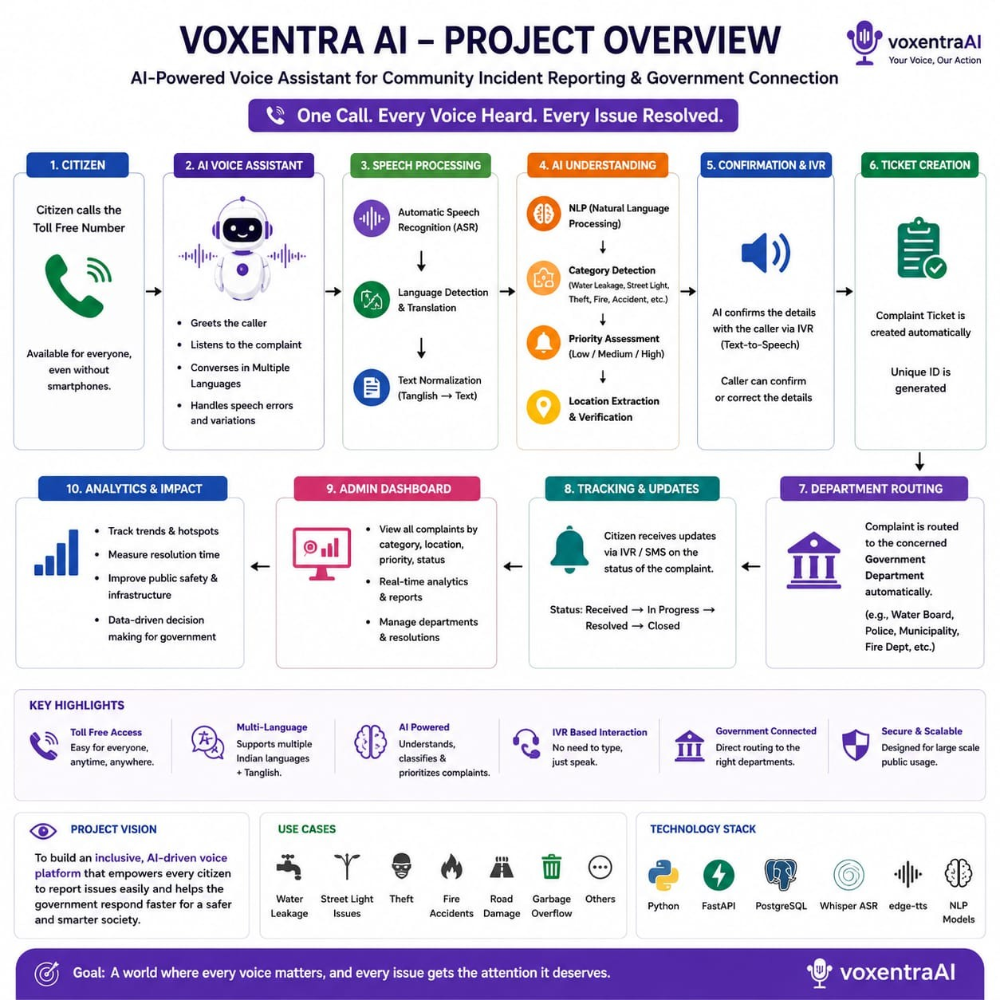 VOXENTRA AI – PROJECT OVERVIEW
voxentraAI
Your Voice, Our Action
AI-Powered Voice Assistant for Community Incident Reporting & Government Connection
One Call. Every Voice Heard. Every Issue Resolved.
1. CITIZEN
Citizen calls the
Toll Free Number
Available for everyone,
even without
smartphones.
2. AI VOICE ASSISTANT
• Greets the caller
• Listens to the complaint
• Converses in Multiple
Languages
• Handles speech errors
and variations
3. SPEECH PROCESSING
Automatic Speech
Recognition (ASR)
Language Detection
& Translation
Text Normalization
(Tanglish → Text)
4. AI UNDERSTANDING
NLP (Natural Language
Processing)
Category Detection
(Water Leakage, Street Light,
Theft, Fire, Accident, etc.)
Priority Assessment
(Low / Medium / High)
Location Extraction
& Verification
5. CONFIRMATION & IVR
AI confirms the details
with the caller via IVR
(Text-to-Speech)
Caller can confirm
or correct the details
6. TICKET CREATION
Complaint Ticket is
created automatically
Unique ID is
generated
7. DEPARTMENT ROUTING
Complaint is routed
to the concerned
Government
Department
automatically.
(e.g., Water Board,
Police, Municipality,
Fire Dept, etc.)
8. TRACKING & UPDATES
Citizen receives updates
via IVR / SMS on the
status of the complaint.
Status: Received → In Progress →
Resolved → Closed
9. ADMIN DASHBOARD
• View all complaints by
category, location,
priority, status
• Real-time analytics
& reports
• Manage departments
& resolutions
10. ANALYTICS & IMPACT
• Track trends & hotspots
• Measure resolution time
• Improve public safety &
infrastructure
• Data-driven decision
making for government
KEY HIGHLIGHTS
Toll Free Access
Easy for everyone,
anytime, anywhere.
Multi-Language
Supports multiple
Indian languages
+ Tanglish.
AI Powered
Understands,
classifies &
prioritizes complaints.
IVR Based Interaction
No need to type,
just speak.
Government Connected
Direct routing to the
right departments.
Secure & Scalable
Designed for large scale
public usage.
PROJECT VISION
To build an inclusive, AI-driven voice
platform that empowers every citizen
to report issues easily and helps the
government respond faster for a safer
and smarter society.
USE CASES
Water
Leakage
Street Light
Issues
Theft
Fire
Accidents
Road
Damage
Garbage
Overflow
Others
TECHNOLOGY STACK
Python
FastAPI
PostgreSQL
Whisper ASR
edge-tts
NLP
Models
Goal: A world where every voice matters, and every issue gets the attention it deserves.
voxentraAI